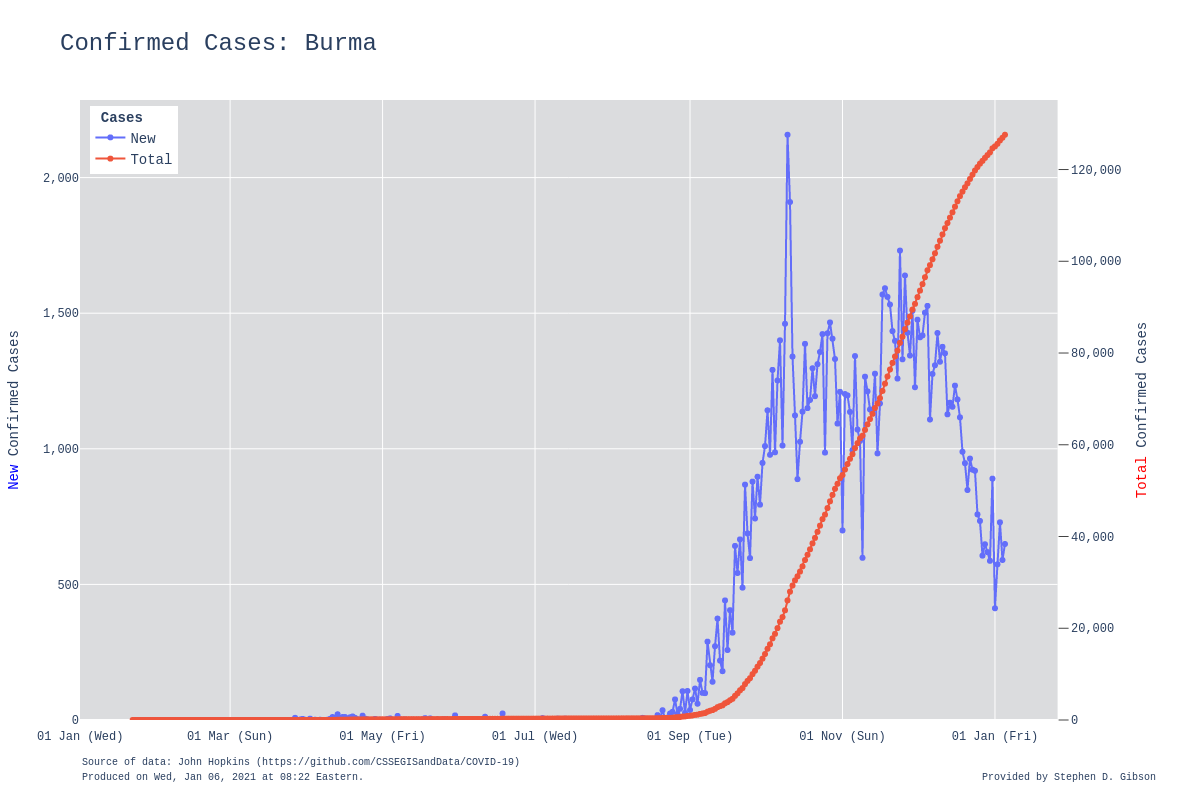 Confirmed Cases: Burma
Cases
New
Total
2,000
1,500
1,000
500
0
120,000
100,000
80,000
60,000
40,000
20,000
0
New Confirmed Cases
Total Confirmed Cases
01 Jan (Wed)
01 Mar (Sun)
01 May (Fri)
01 Jul (Wed)
01 Sep (Tue)
01 Nov (Sun)
01 Jan (Fri)
Source of data: John Hopkins (https://github.com/CSSEGISandData/COVID-19)
Produced on Wed, Jan 06, 2021 at 08:22 Eastern.
Provided by Stephen D. Gibson